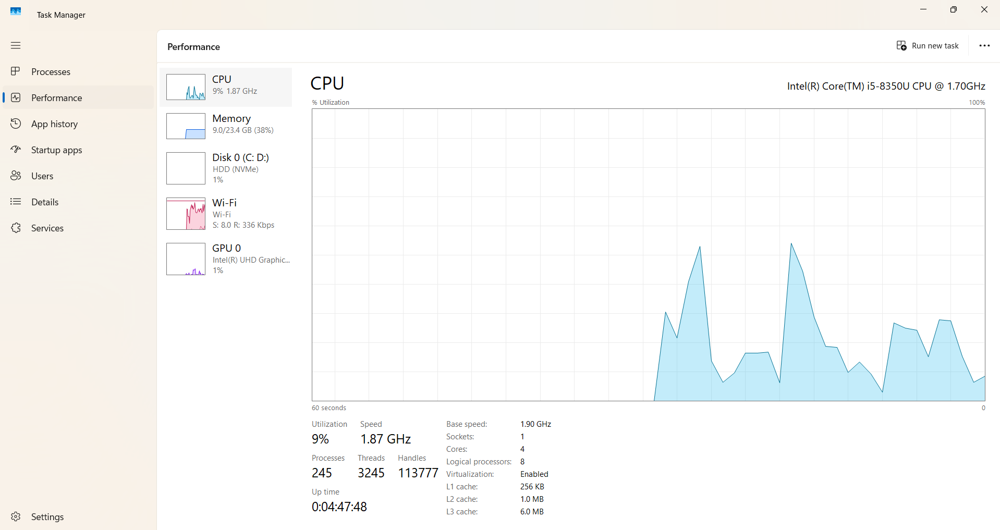 Task Manager
Performance
Run new task
Processes
Performance
App history
Startup apps
Users
Details
Services
Settings
CPU
9% 1.87 GHz
Memory
9.0/23.4 GB (38%)
Disk 0 (C: D:)
HDD (NVMe)
1%
Wi-Fi
Wi-Fi
S: 8.0 R: 336 Kbps
GPU 0
Intel(R) UHD Graphic...
1%
CPU
Intel(R) Core(TM) i5-8350U CPU @ 1.70GHz
% Utilization
100%
60 seconds
0
Utilization
Speed
9%
1.87 GHz
Processes
Threads
Handles
245
3245
113777
Up time
0:04:47:48
Base speed: 1.90 GHz
Sockets: 1
Cores: 4
Logical processors: 8
Virtualization: Enabled
L1 cache: 256 KB
L2 cache: 1.0 MB
L3 cache: 6.0 MB